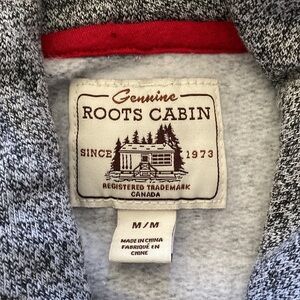 Genuine
ROOTS CABIN
SINCE 1973
REGISTERED TRADEMARK
CANADA
M/M
MADE IN CHINA
FABRIQUÉ EN
CHINE